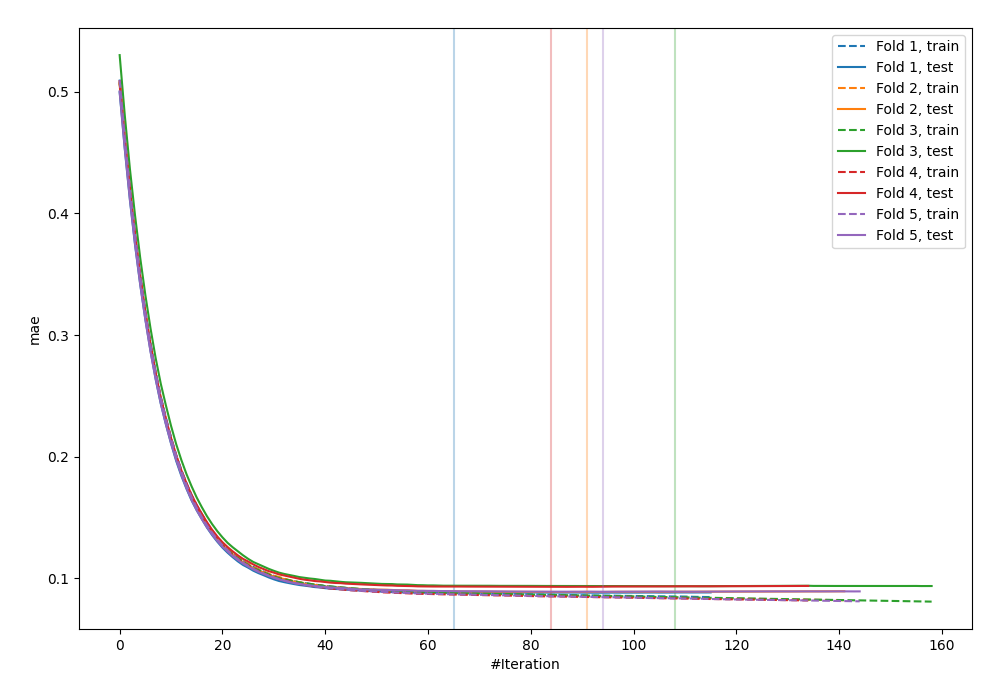 mae
0.5
0.4
0.3
0.2
0.1
Fold 1, train
Fold 1, test
Fold 2, train
Fold 2, test
Fold 3, train
Fold 3, test
Fold 4, train
Fold 4, test
Fold 5, train
Fold 5, test
0 20 40 60 80 100 120 140 160
#Iteration